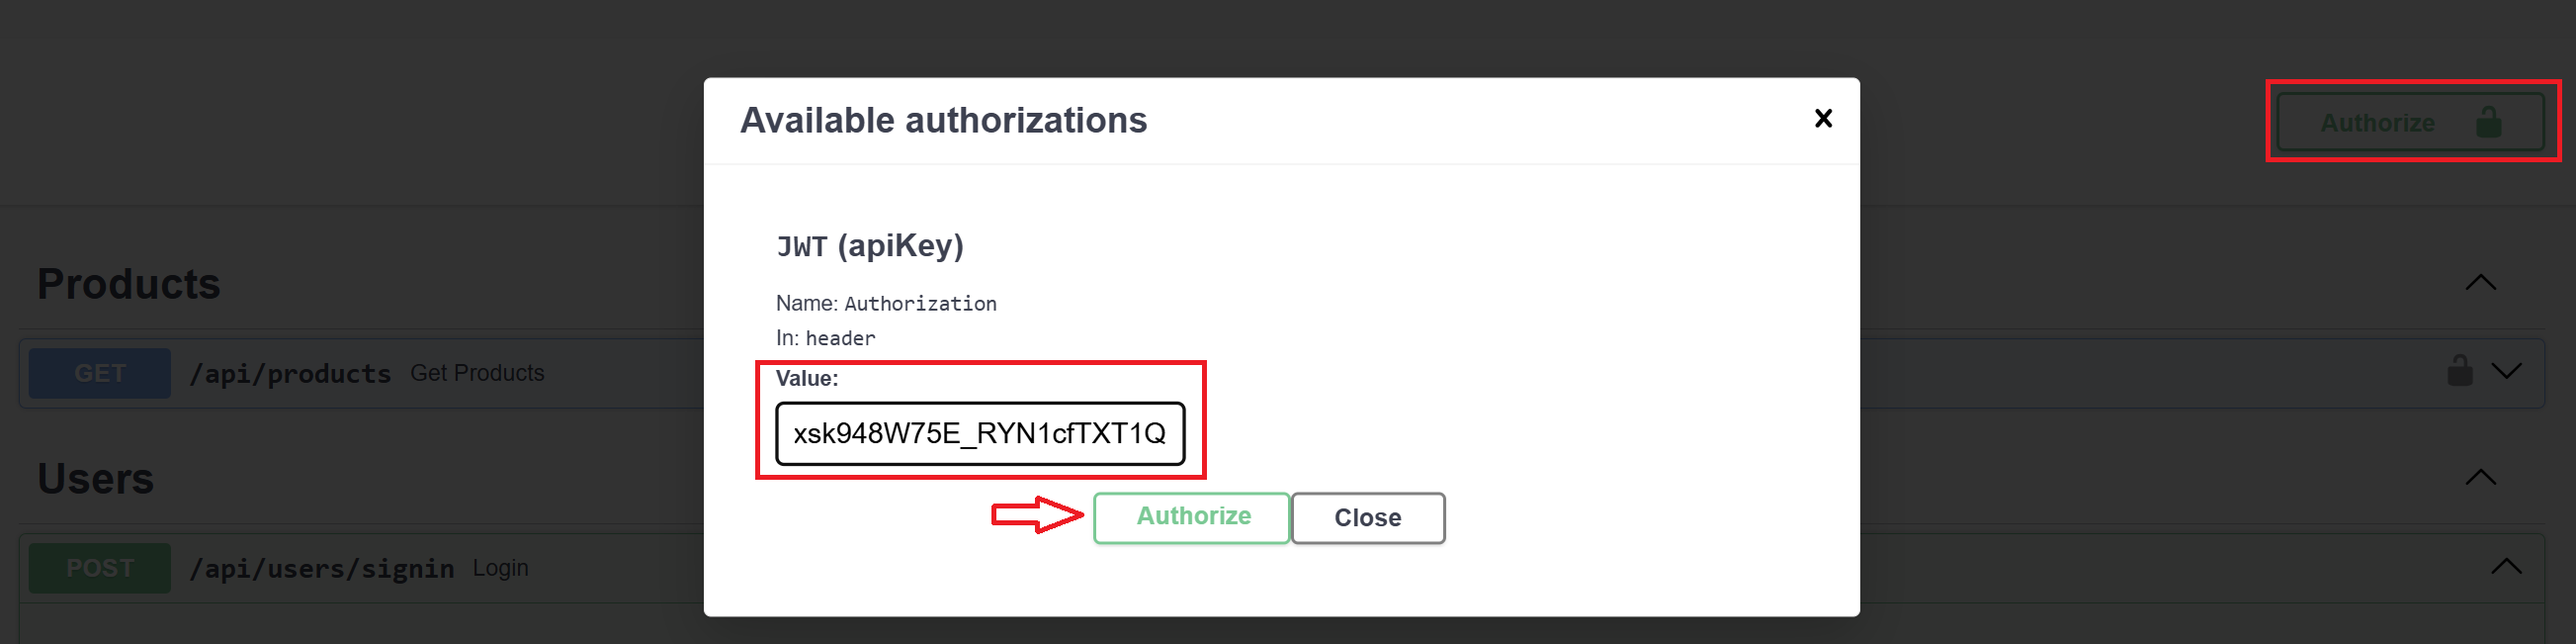 Available authorizations
Authorize
JWT (apiKey)
Name: Authorization
In: header
Value:
xsk948W75E_RYN1cfTXT1Q
Authorize
Close
Products
GET /api/products Get Products
Users
POST /api/users/signin Login